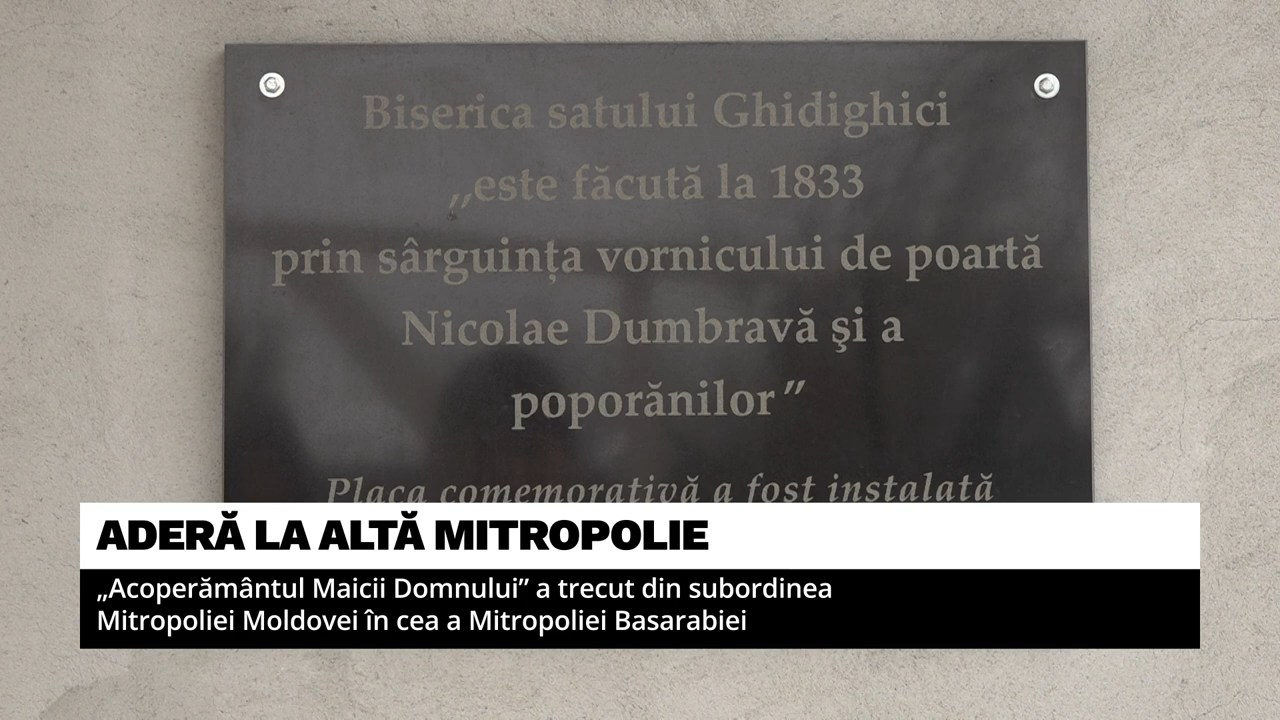 Biserica satului Ghidighici
„este făcută la 1833
prin sârguința vornicului de poartă
Nicolae Dumbravă şi a
poporănilor”
Placa comemorativă a fost instalată
ADERĂ LA ALTĂ MITROPOLIE
„Acoperământul Maicii Domnului” a trecut din subordinea
Mitropoliei Moldovei în cea a Mitropoliei Basarabiei